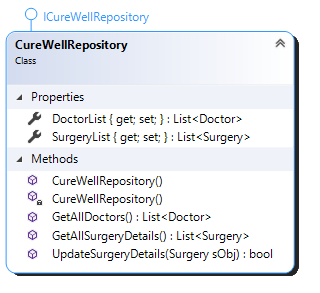 ICureWellRepository
CureWellRepository
Class
Properties
DoctorList { get; set; } : List<Doctor>
SurgeryList { get; set; } : List<Surgery>
Methods
CureWellRepository()
CureWellRepository()
GetAllDoctors() : List<Doctor>
GetAllSurgeryDetails() : List<Surgery>
UpdateSurgeryDetails(Surgery sObj) : bool